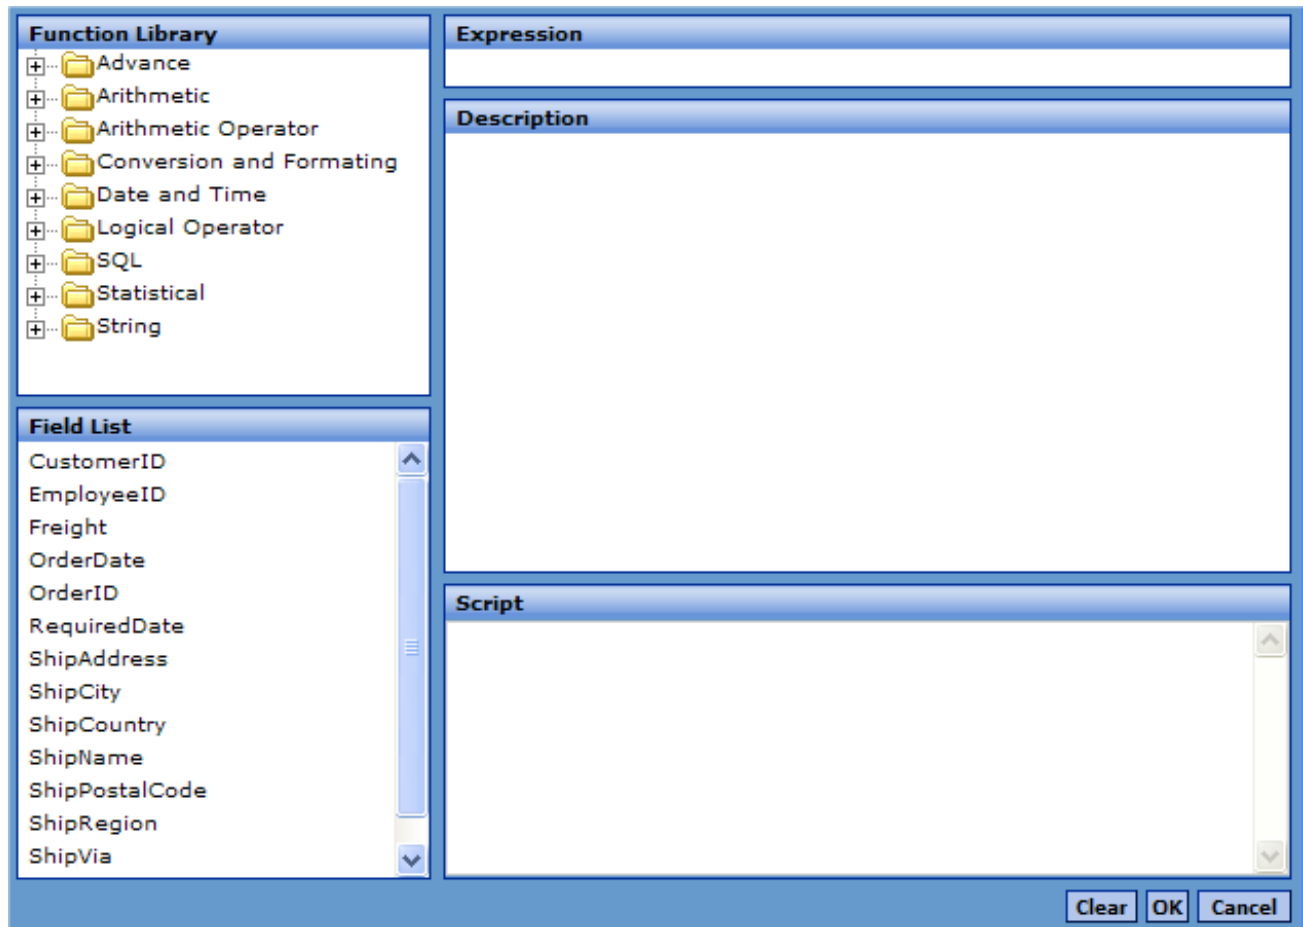 Function Library
Advance
Arithmetic
Arithmetic Operator
Conversion and Formating
Date and Time
Logical Operator
SQL
Statistical
String
Field List
CustomerID
EmployeeID
Freight
OrderDate
OrderID
RequiredDate
ShipAddress
ShipCity
ShipCountry
ShipName
ShipPostalCode
ShipRegion
ShipVia
Expression
Description
Script
Clear OK Cancel